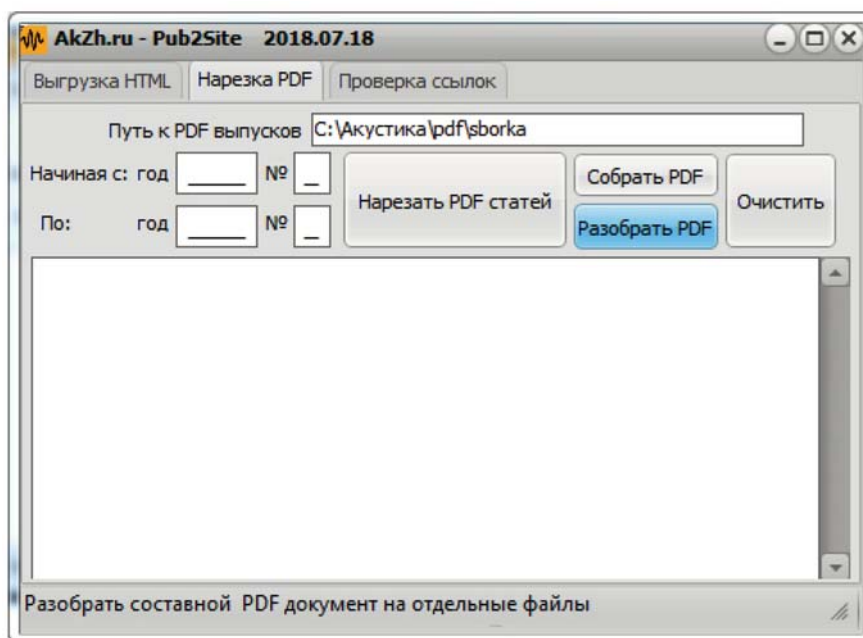 AkZh.ru - Pub2Site 2018.07.18
Выгрузка HTML Нарезка PDF Проверка ссылок
Путь к PDF выпусков C:\Акустика\pdf\sborka
Начиная с: год _____ № _
По: год _____ № _
Нарезать PDF статей
Собрать PDF
Разобрать PDF
Очистить
Разобрать составной PDF документ на отдельные файлы